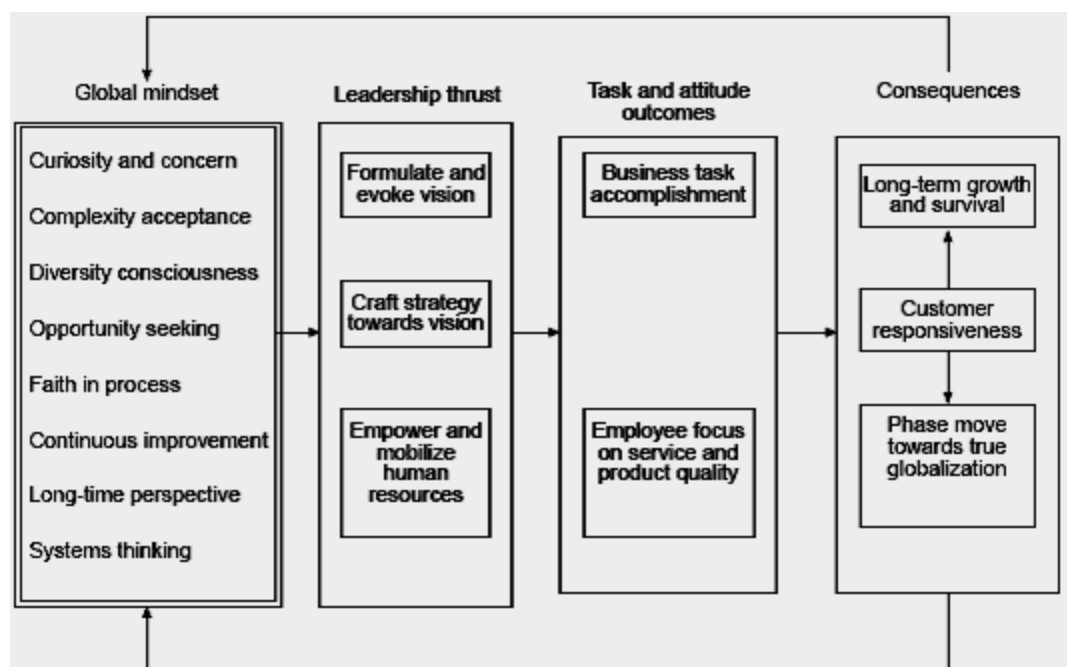 Global mindset
Curiosity and concern
Complexity acceptance
Diversity consciousness
Opportunity seeking
Faith in process
Continuous improvement
Long-time perspective
Systems thinking
Leadership thrust
Formulate and
evoke vision
Craft strategy
towards vision
Empower and
mobilize
human
resources
Task and attitude
outcomes
Business task
accomplishment
Employee focus
on service and
product quality
Consequences
Long-term growth
and survival
Customer
responsiveness
Phase move
towards true
globalization